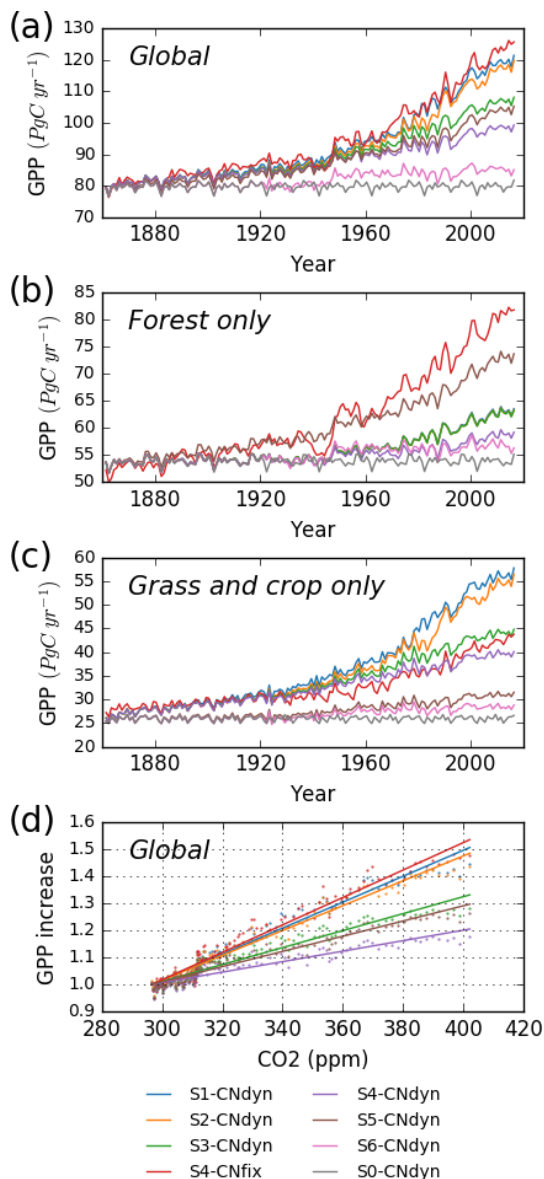 (a)
Global
130
120
110
100
90
80
70
GPP (PgC yr⁻¹)
1880 1920 1960 2000
Year
(b)
Forest only
85
80
75
70
65
60
55
50
GPP (PgC yr⁻¹)
1880 1920 1960 2000
Year
(c)
Grass and crop only
60
55
50
45
40
35
30
25
20
GPP (PgC yr⁻¹)
1880 1920 1960 2000
Year
(d)
Global
1.6
1.5
1.4
1.3
1.2
1.1
1.0
0.9
GPP increase
280 300 320 340 360 380 400 420
CO2 (ppm)
S1-CNdyn
S2-CNdyn
S3-CNdyn
S4-CNfix
S4-CNdyn
S5-CNdyn
S6-CNdyn
S0-CNdyn